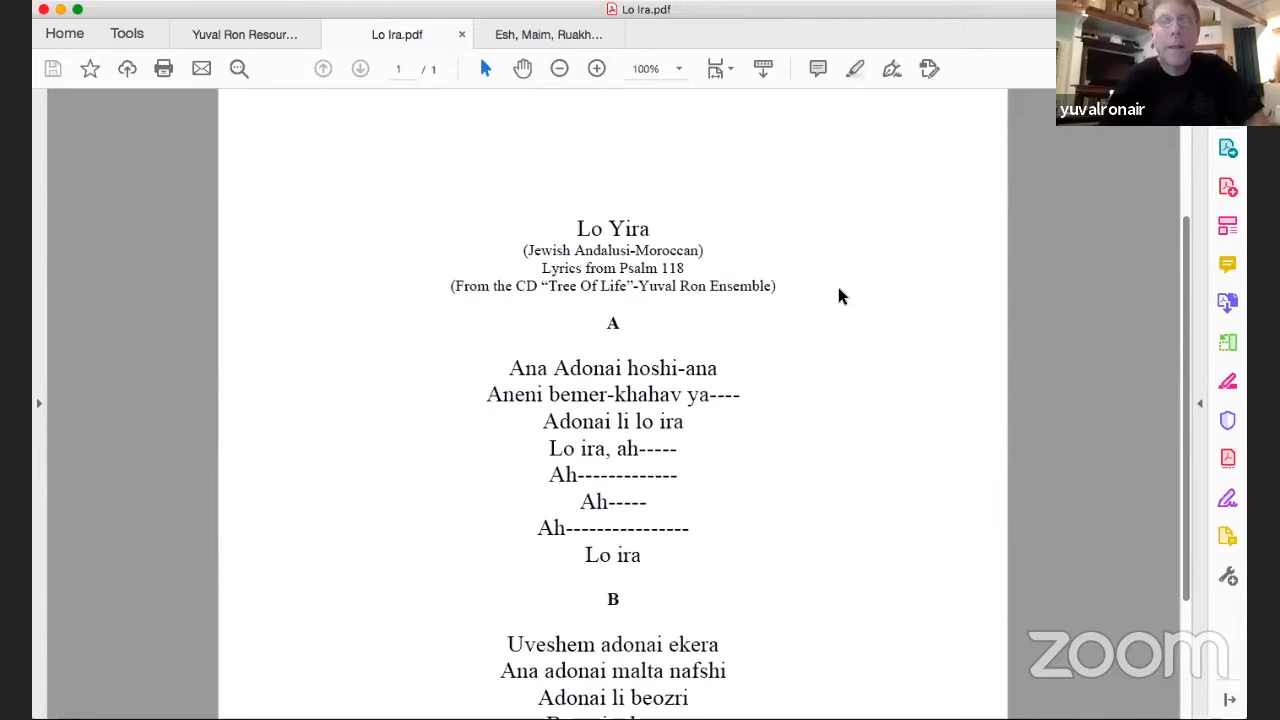 Lo Ira.pdf
Home Tools Yuval Ron Resour... Lo Ira.pdf × Esh, Maim, Ruakh...
1 / 1 100%
yuvalronair
Lo Yira
(Jewish Andalusi-Moroccan)
Lyrics from Psalm 118
(From the CD “Tree Of Life”-Yuval Ron Ensemble)
A
Ana Adonai hoshi-ana
Aneni bemer-khahav ya----
Adonai li lo ira
Lo ira, ah-----
Ah-------------
Ah-----
Ah----------------
Lo ira
B
Uveshem adonai ekera
Ana adonai malta nafshi
Adonai li beozri
zoom